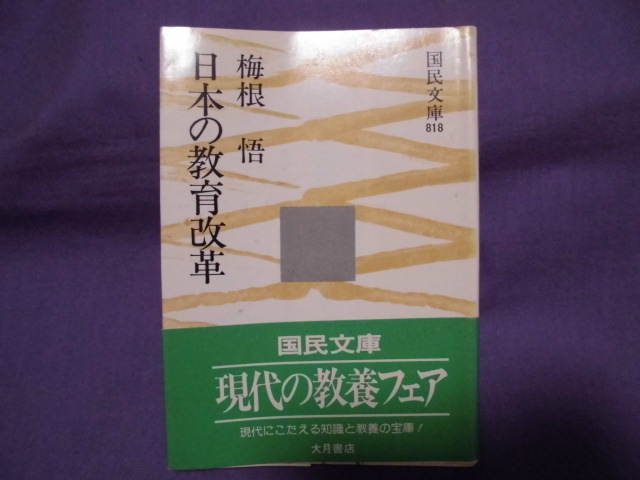 国民文庫
818
梅根 悟
日本の教育改革
国民文庫
現代の教養フェア
現代にこたえる知識と教養の宝庫!
大月書店